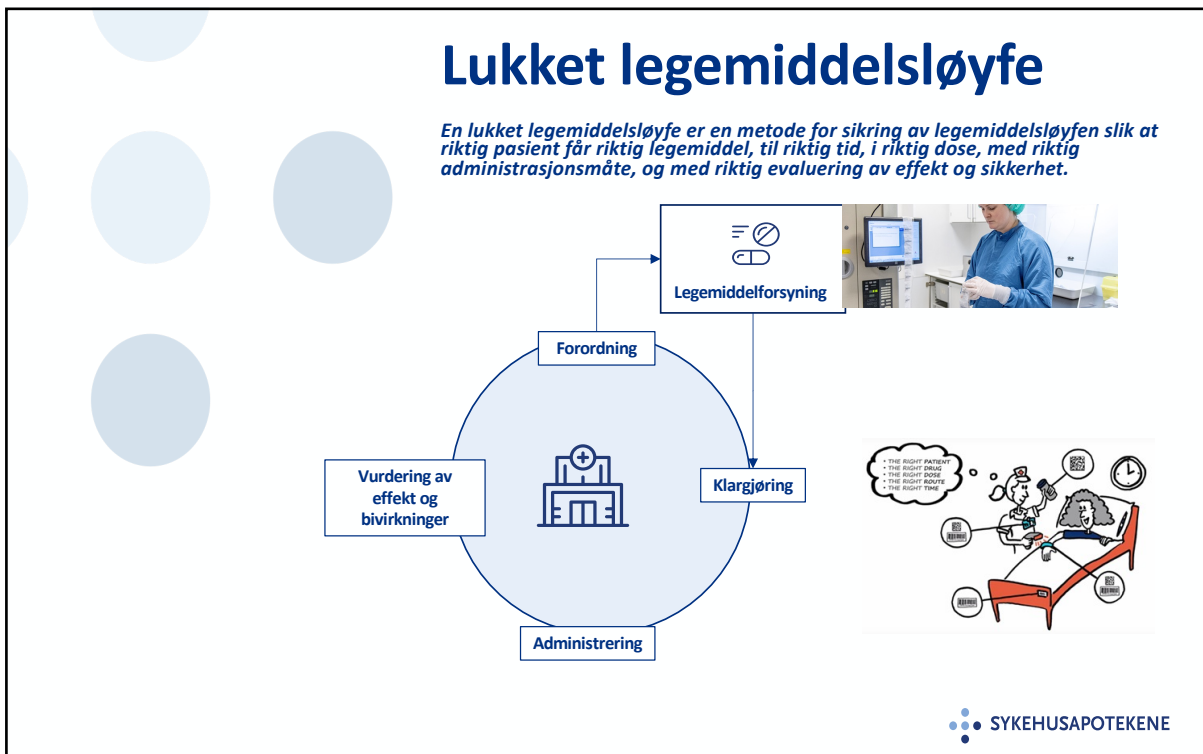 Lukket legemiddelsløyfe
En lukket legemiddelsløyfe er en metode for sikring av legemiddelsløyfen slik at
riktig pasient får riktig legemiddel, til riktig tid, i riktig dose, med riktig
administrasjonsmåte, og med riktig evaluering av effekt og sikkerhet.
Legemiddelforsyning
Forordning
Vurdering av
effekt og
bivirkninger
Klargjøring
Administrering
• THE RIGHT PATIENT
• THE RIGHT DRUG
• THE RIGHT DOSE
• THE RIGHT ROUTE
• THE RIGHT TIME
SYKEHUSAPOTEKENE